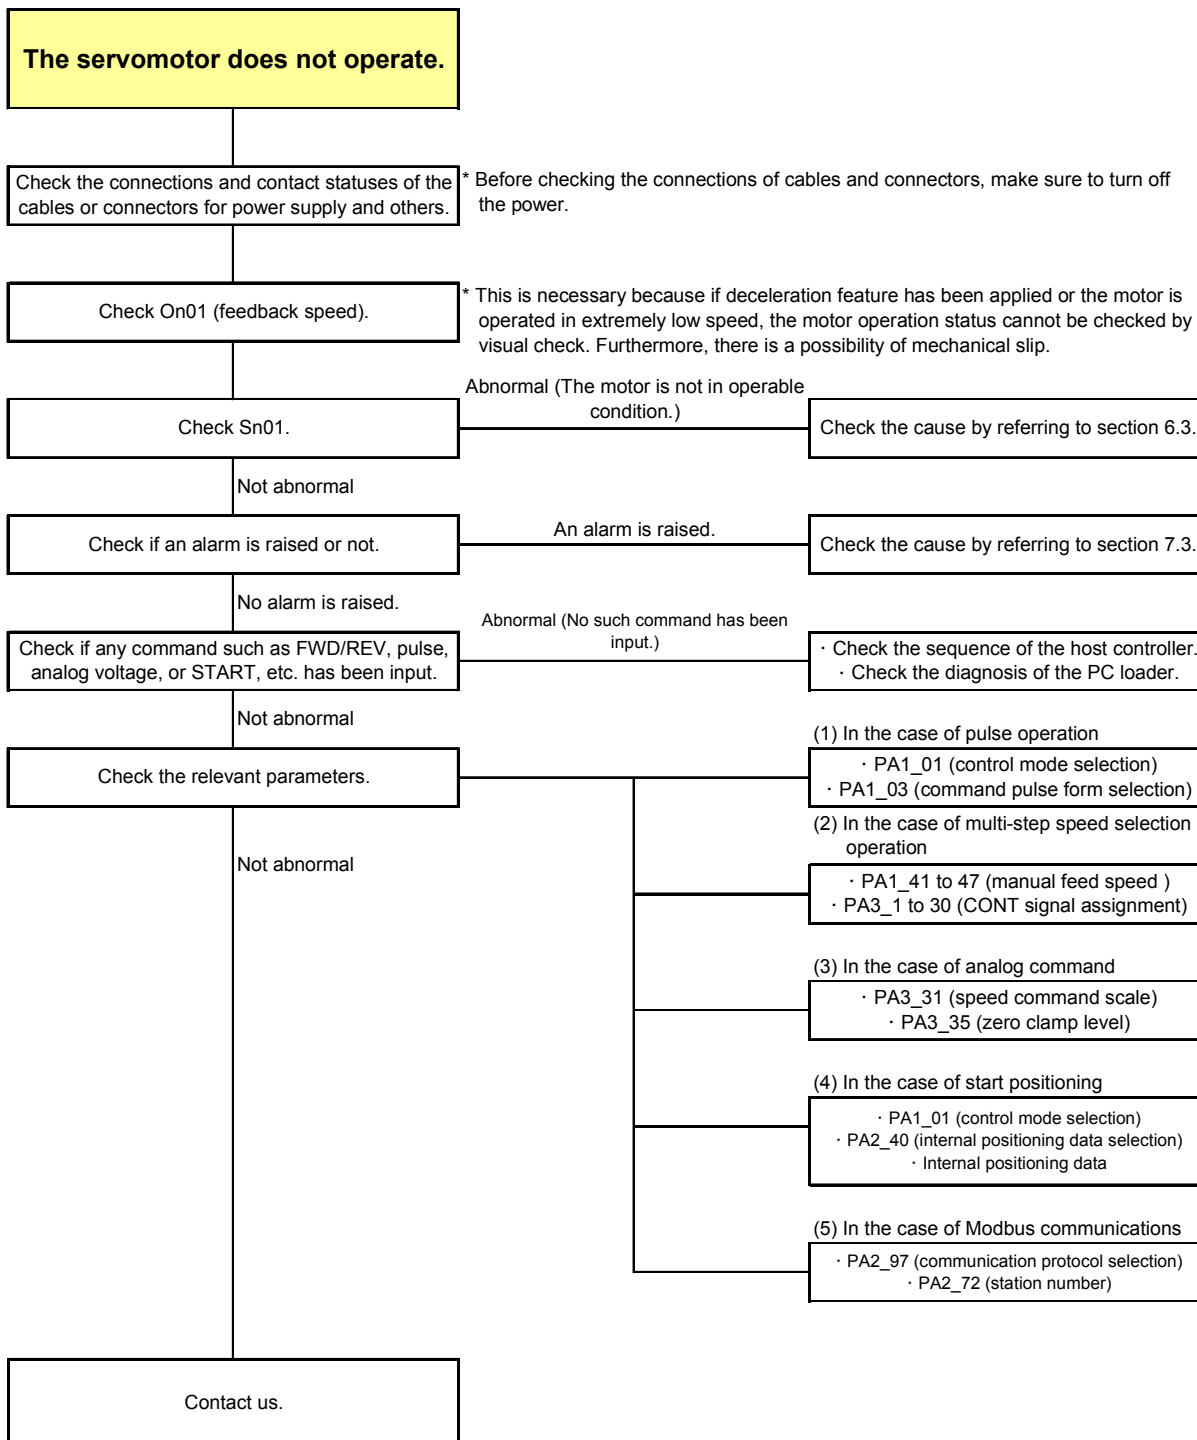 The servomotor does not operate.
Check the connections and contact statuses of the
cables or connectors for power supply and others.
* Before checking the connections of cables and connectors, make sure to turn off
the power.
Check On01 (feedback speed).
* This is necessary because if deceleration feature has been applied or the motor is
operated in extremely low speed, the motor operation status cannot be checked by
visual check. Furthermore, there is a possibility of mechanical slip.
Abnormal (The motor is not in operable
condition.)
Check Sn01.
Check the cause by referring to section 6.3.
Not abnormal
An alarm is raised.
Check if an alarm is raised or not.
Check the cause by referring to section 7.3.
No alarm is raised.
Abnormal (No such command has been
input.)
Check if any command such as FWD/REV, pulse,
analog voltage, or START, etc. has been input.
· Check the sequence of the host controller.
· Check the diagnosis of the PC loader.
Not abnormal
Check the relevant parameters.
(1) In the case of pulse operation
· PA1_01 (control mode selection)
· PA1_03 (command pulse form selection)
(2) In the case of multi-step speed selection
operation
· PA1_41 to 47 (manual feed speed )
· PA3_1 to 30 (CONT signal assignment)
Not abnormal
(3) In the case of analog command
· PA3_31 (speed command scale)
· PA3_35 (zero clamp level)
(4) In the case of start positioning
· PA1_01 (control mode selection)
· PA2_40 (internal positioning data selection)
· Internal positioning data
(5) In the case of Modbus communications
· PA2_97 (communication protocol selection)
· PA2_72 (station number)
Contact us.